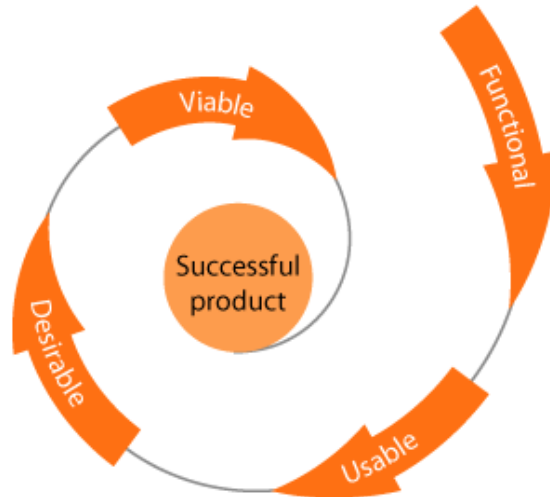 Functional
Usable
Desirable
Viable
Successful
product